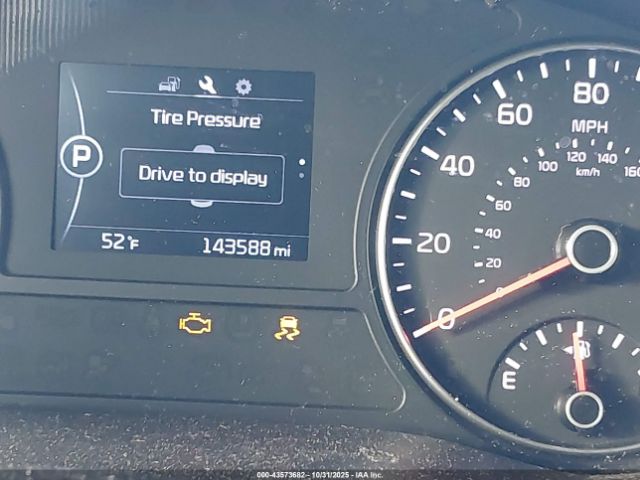 Tire Pressure
P
Drive to display
52°F 143588 mi
0 20 40 60 80
MPH
0 20 40 60 80 100 120 140 160
km/h
E
000-43573682 - 10/31/2025 - IAA Inc.